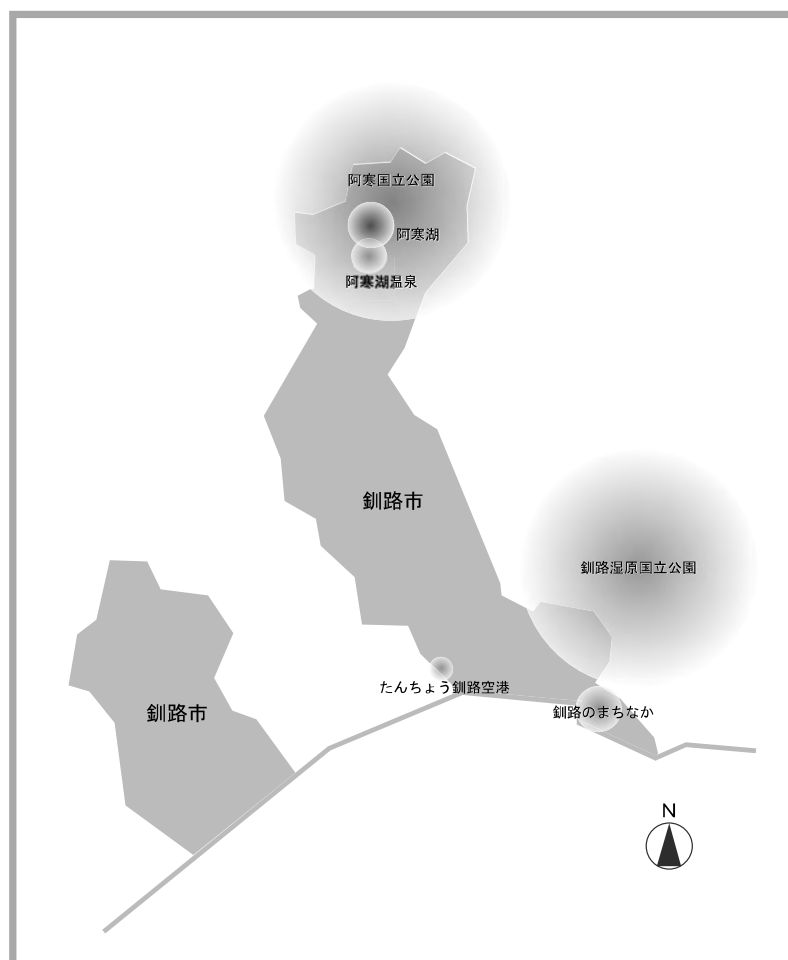 阿寒国立公園
阿寒湖
阿寒湖温泉
釧路市
釧路湿原国立公園
たんちょう釧路空港
釧路市
釧路のまちなか
N